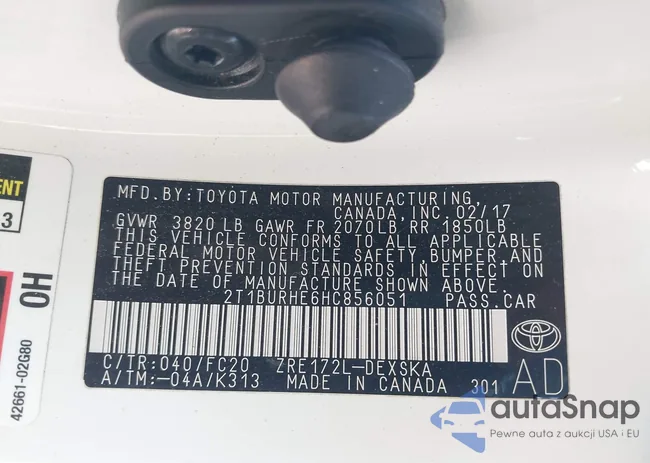 MFD. BY: TOYOTA MOTOR MANUFACTURING,
CANADA, INC. 02/17
GVWR 3820 LB GAWR FR 2070LB RR 1850LB
THIS VEHICLE CONFORMS TO ALL APPLICABLE
FEDERAL MOTOR VEHICLE SAFETY, BUMPER, AND
THEFT PREVENTION STANDARDS IN EFFECT ON
THE DATE OF MANUFACTURE SHOWN ABOVE.
2T1BURHE6HC856051 PASS. CAR
C/TR: 040/FC20 ZRE172L-DEXSKA
A/TM: -04A/K313 MADE IN CANADA 301
AD
ENT
3
OH
42661-02G80
autaSnap
Pewne auta z aukcji USA i EU